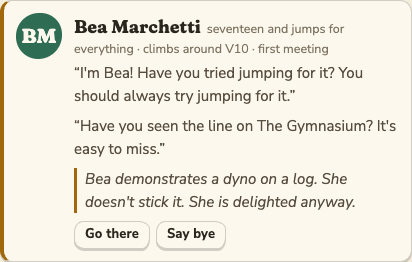 BM
Bea Marchetti seventeen and jumps for
everything · climbs around V10 · first meeting
“I'm Bea! Have you tried jumping for it? You
should always try jumping for it.”
“Have you seen the line on The Gymnasium? It's
easy to miss.”
Bea demonstrates a dyno on a log. She
doesn't stick it. She is delighted anyway.
Go there Say bye